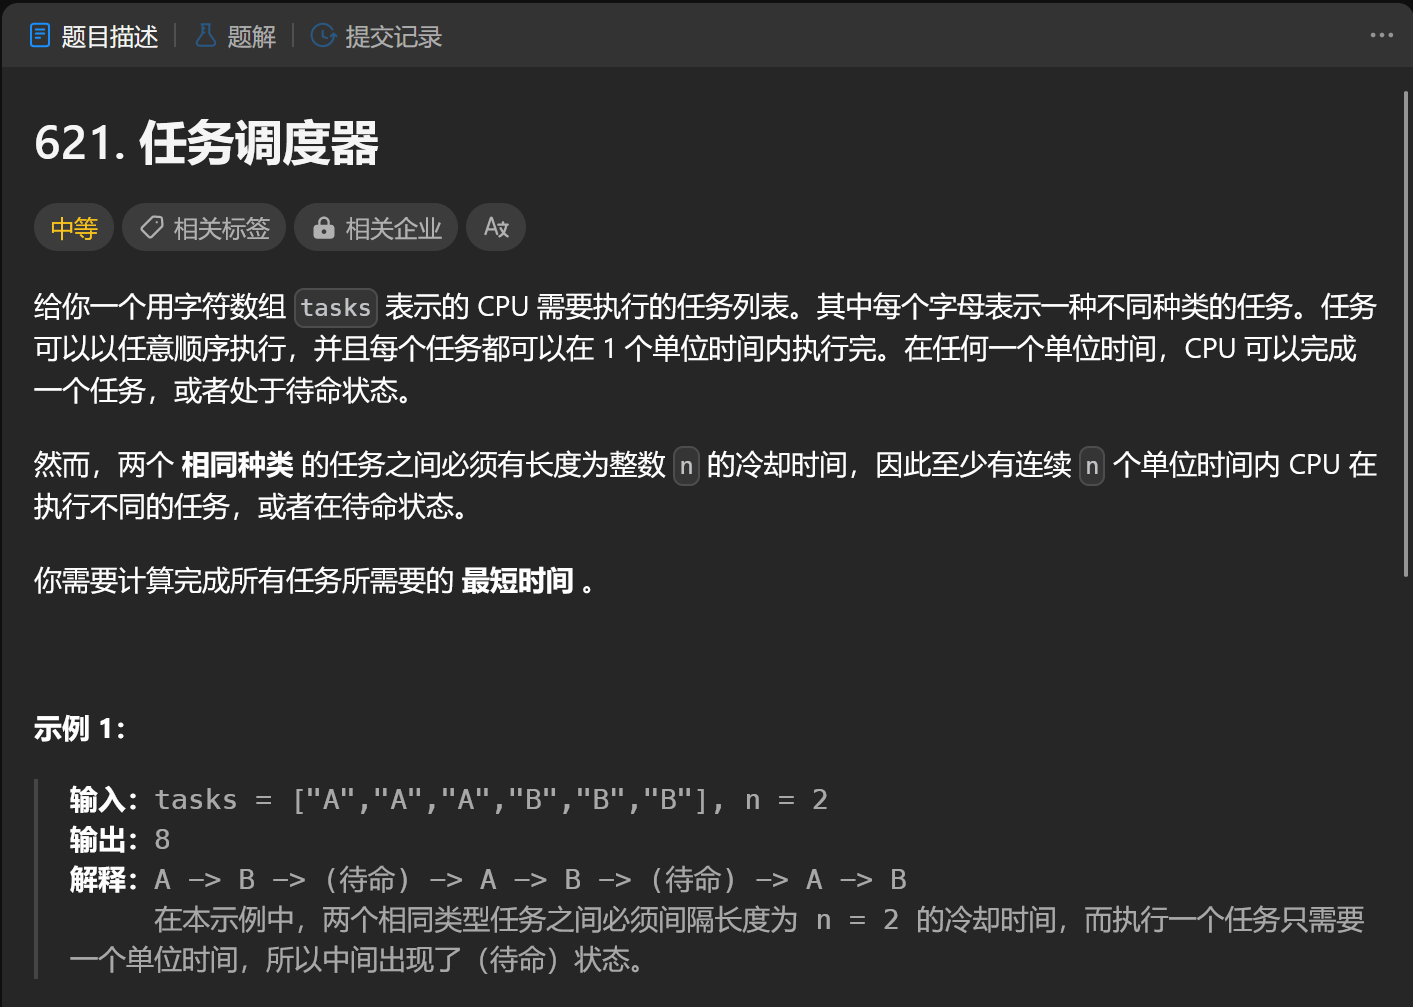 题目描述 题解 提交记录
621. 任务调度器
中等 相关标签 相关企业
给你一个用字符数组 tasks 表示的 CPU 需要执行的任务列表。其中每个字母表示一种不同种类的任务。任务
可以以任意顺序执行，并且每个任务都可以在 1 个单位时间内执行完。在任何一个单位时间，CPU 可以完成
一个任务，或者处于待命状态。
然而，两个 相同种类 的任务之间必须有长度为整数 n 的冷却时间，因此至少有连续 n 个单位时间内 CPU 在
执行不同的任务，或者在待命状态。
你需要计算完成所有任务所需要的 最短时间 。
示例 1：
输入：tasks = ["A","A","A","B","B","B"], n = 2
输出：8
解释：A -> B -> (待命) -> A -> B -> (待命) -> A -> B
在本示例中，两个相同类型任务之间必须间隔长度为 n = 2 的冷却时间，而执行一个任务只需要
一个单位时间，所以中间出现了（待命）状态。